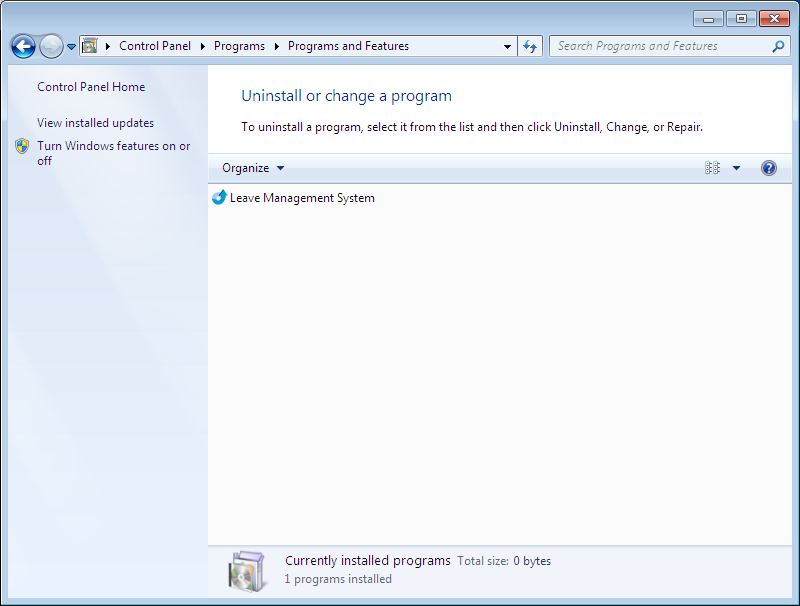 Control Panel Programs Programs and Features Search Programs and Features
Control Panel Home
View installed updates
Turn Windows features on or
off
Uninstall or change a program
To uninstall a program, select it from the list and then click Uninstall, Change, or Repair.
Organize
Leave Management System
Currently installed programs Total size: 0 bytes
1 programs installed